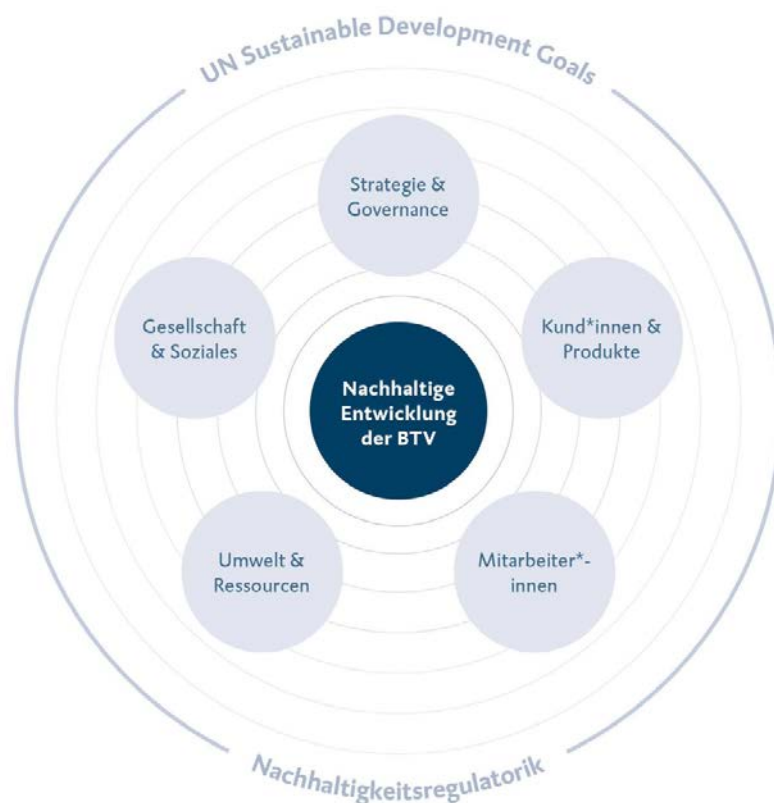 UN Sustainable Development Goals
Strategie &
Governance
Gesellschaft
& Soziales
Kund*innen &
Produkte
Nachhaltige
Entwicklung
der BTV
Umwelt &
Ressourcen
Mitarbeiter*-
innen
Nachhaltigkeitsregulatorik